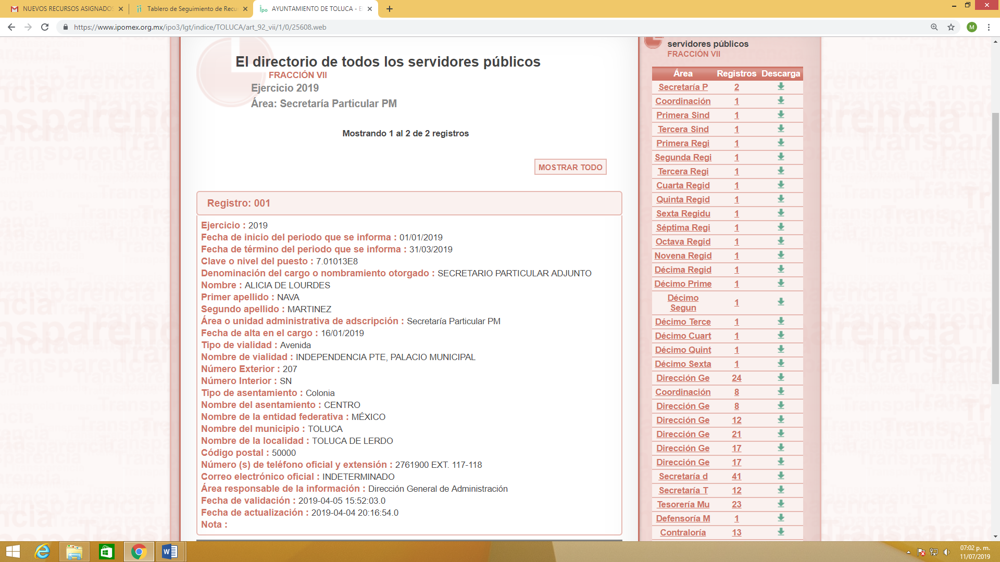 NUEVOS RECURSOS ASIGNADOS
Tablero de Seguimiento de Recu
AYUNTAMIENTO DE TOLUCA - E
https://www.ipomex.org.mx/ipo3/lgt/indice/TOLUCA/art_92_vii/1/0/25608.web
M
El directorio de todos los servidores públicos
FRACCIÓN VII
Ejercicio 2019
Área: Secretaría Particular PM
Mostrando 1 al 2 de 2 registros
MOSTRAR TODO
Registro: 001
Ejercicio : 2019
Fecha de inicio del periodo que se informa : 01/01/2019
Fecha de término del periodo que se informa : 31/03/2019
Clave o nivel del puesto : 7.01013E8
Denominación del cargo o nombramiento otorgado : SECRETARIO PARTICULAR ADJUNTO
Nombre : ALICIA DE LOURDES
Primer apellido : NAVA
Segundo apellido : MARTINEZ
Área o unidad administrativa de adscripción : Secretaría Particular PM
Fecha de alta en el cargo : 16/01/2019
Tipo de vialidad : Avenida
Nombre de vialidad : INDEPENDENCIA PTE, PALACIO MUNICIPAL
Número Exterior : 207
Número Interior : SN
Tipo de asentamiento : Colonia
Nombre del asentamiento : CENTRO
Nombre de la entidad federativa : MÉXICO
Nombre del municipio : TOLUCA
Nombre de la localidad : TOLUCA DE LERDO
Código postal : 50000
Número (s) de teléfono oficial y extensión : 2761900 EXT. 117-118
Correo electrónico oficial : INDETERMINADO
Área responsable de la información : Dirección General de Administración
Fecha de validación : 2019-04-05 15:52:03.0
Fecha de actualización : 2019-04-04 20:16:54.0
Nota :
servidores públicos
FRACCIÓN VII
Área Registros Descarga
Secretaría P 2
Coordinación 1
Primera Sind 1
Tercera Sind 1
Primera Regi 1
Segunda Regi 1
Tercera Regi 1
Cuarta Regid 1
Quinta Regid 1
Sexta Regidu 1
Séptima Regi 1
Octava Regid 1
Novena Regid 1
Décima Regid 1
Décimo Prime 1
Décimo
Segun 1
Décimo Terce 1
Décimo Cuart 1
Décimo Quint 1
Décimo Sexta 1
Dirección Ge 24
Coordinación 8
Dirección Ge 8
Dirección Ge 12
Dirección Ge 21
Dirección Ge 17
Dirección Ge 17
Secretaría d 41
Secretaría T 12
Tesorería Mu 23
Defensoría M 1
Contraloría 13
07:02 p. m.
11/07/2019